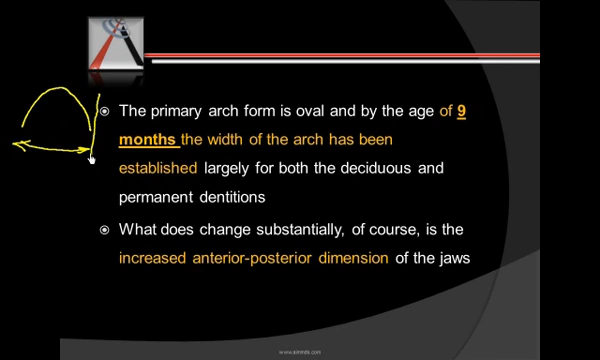 The primary arch form is oval and by the age of 9
months the width of the arch has been
established largely for both the deciduous and
permanent dentitions
What does change substantially, of course, is the
increased anterior-posterior dimension of the jaws